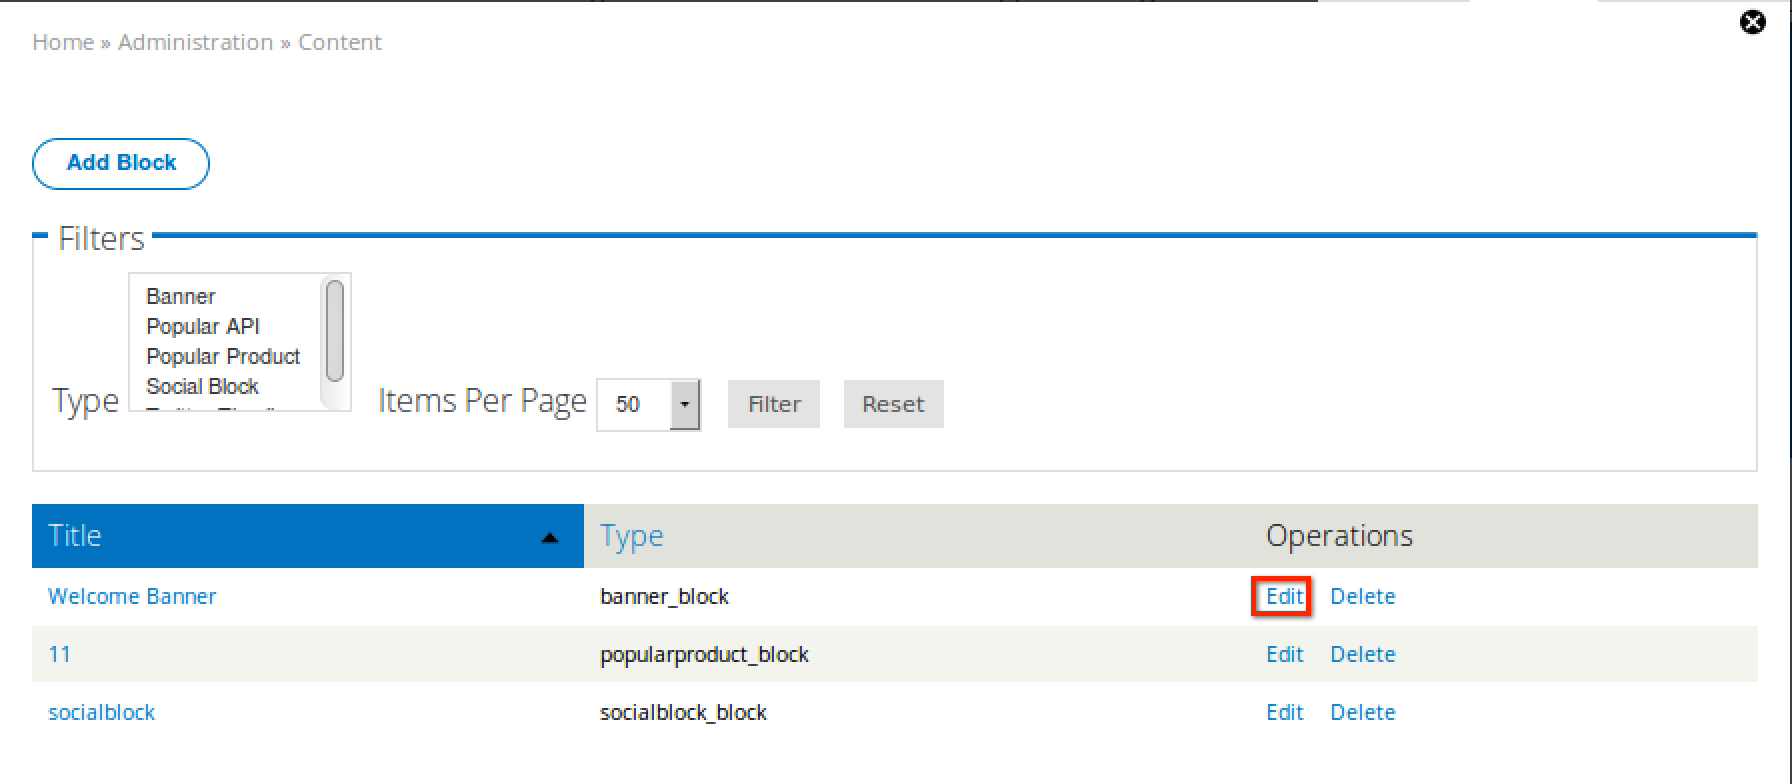 Home » Administration » Content
Add Block
Filters
Banner
Popular API
Popular Product
Social Block
Type
Items Per Page 50 Filter Reset
Title Type Operations
Welcome Banner banner_block Edit Delete
11 popularproduct_block Edit Delete
socialblock socialblock_block Edit Delete